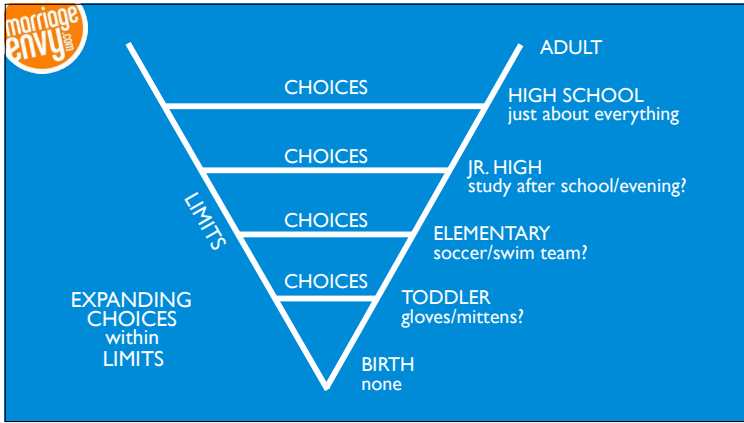 marriage
envy.com
ADULT
CHOICES
HIGH SCHOOL
just about everything
CHOICES
JR. HIGH
study after school/evening?
LIMITS
CHOICES
ELEMENTARY
soccer/swim team?
CHOICES
TODDLER
gloves/mittens?
EXPANDING
CHOICES
within
LIMITS
BIRTH
none